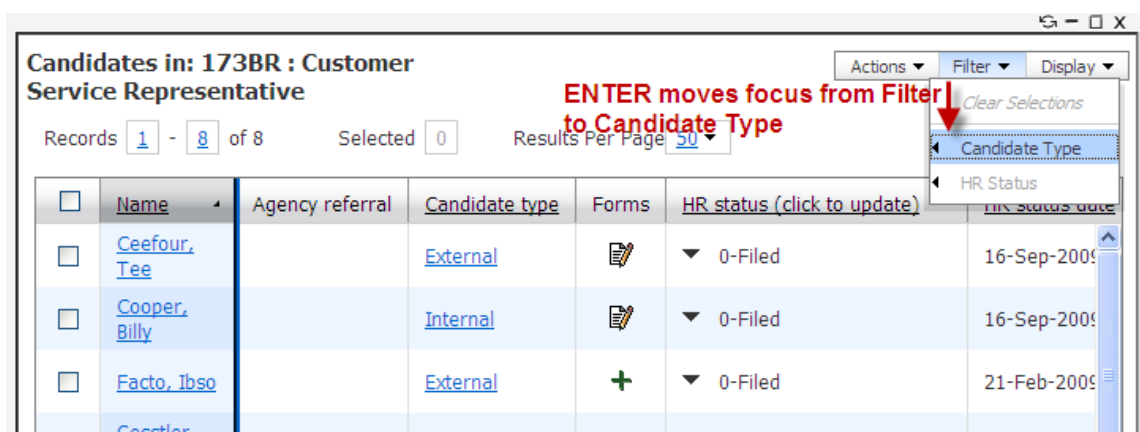 Candidates in: 173BR : Customer
Service Representative
Actions Filter Display
ENTER moves focus from Filter
to Candidate Type
Clear Selections
Candidate Type
HR Status
Records 1 - 8 of 8 Selected 0 Results Per Page 50
Name Agency referral Candidate type Forms HR status (click to update) HR status date
Ceefour,
Tee
External 0-Filed 16-Sep-2009
Cooper,
Billy
Internal 0-Filed 16-Sep-2009
Facto, Ibso External 0-Filed 21-Feb-2009